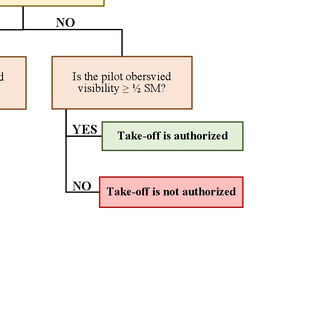 NO
d
Is the pilot obersvied
visibility ≥ ½ SM?
YES
Take-off is authorized
NO
Take-off is not authorized